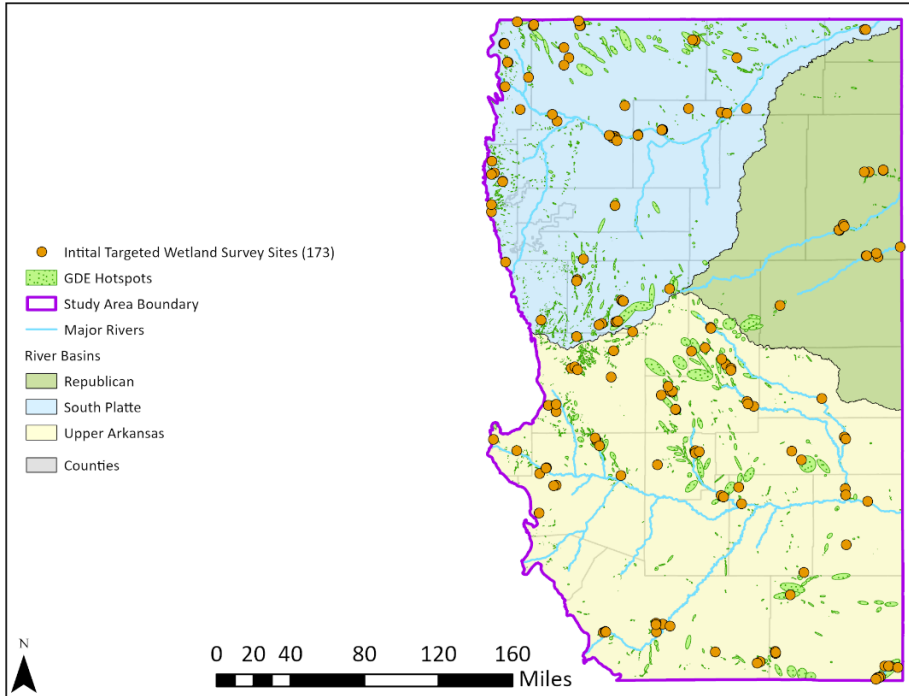 Intital Targeted Wetland Survey Sites (173)
GDE Hotspots
Study Area Boundary
Major Rivers
River Basins
Republican
South Platte
Upper Arkansas
Counties
N
0 20 40 80 120 160
Miles